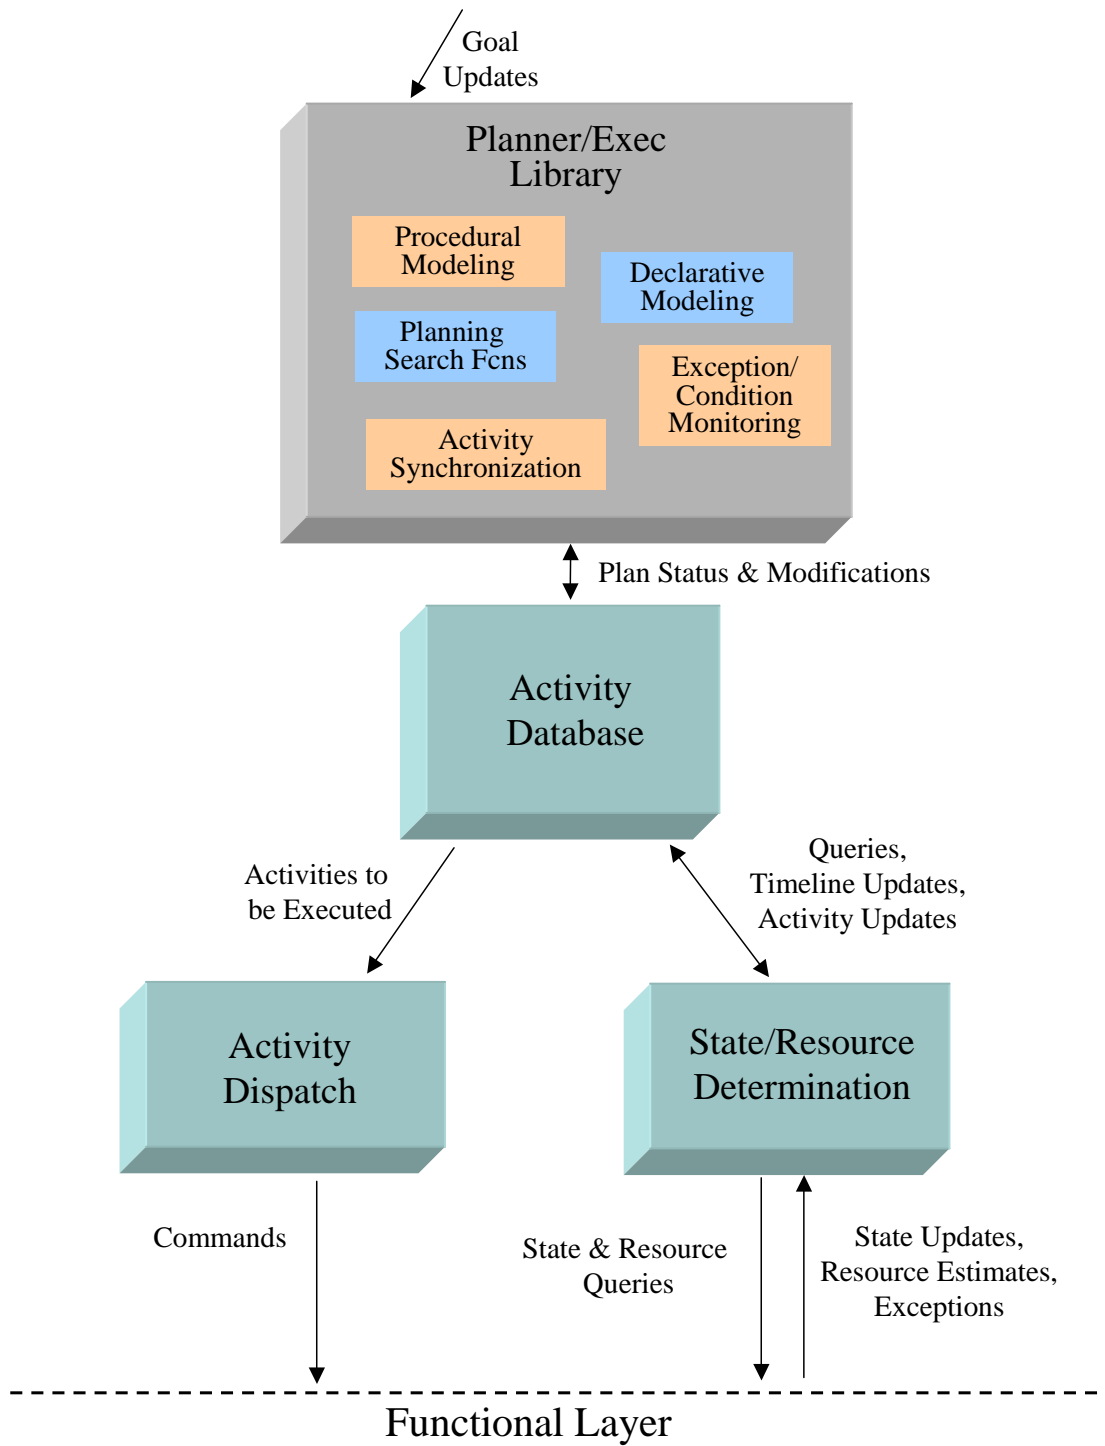 Goal
Updates
Planner/Exec
Library
Procedural
Modeling
Declarative
Modeling
Planning
Search Fcns
Exception/
Condition
Monitoring
Activity
Synchronization
Plan Status & Modifications
Activity
Database
Activities to
be Executed
Queries,
Timeline Updates,
Activity Updates
Activity
Dispatch
State/Resource
Determination
Commands
State & Resource
Queries
State Updates,
Resource Estimates,
Exceptions
Functional Layer